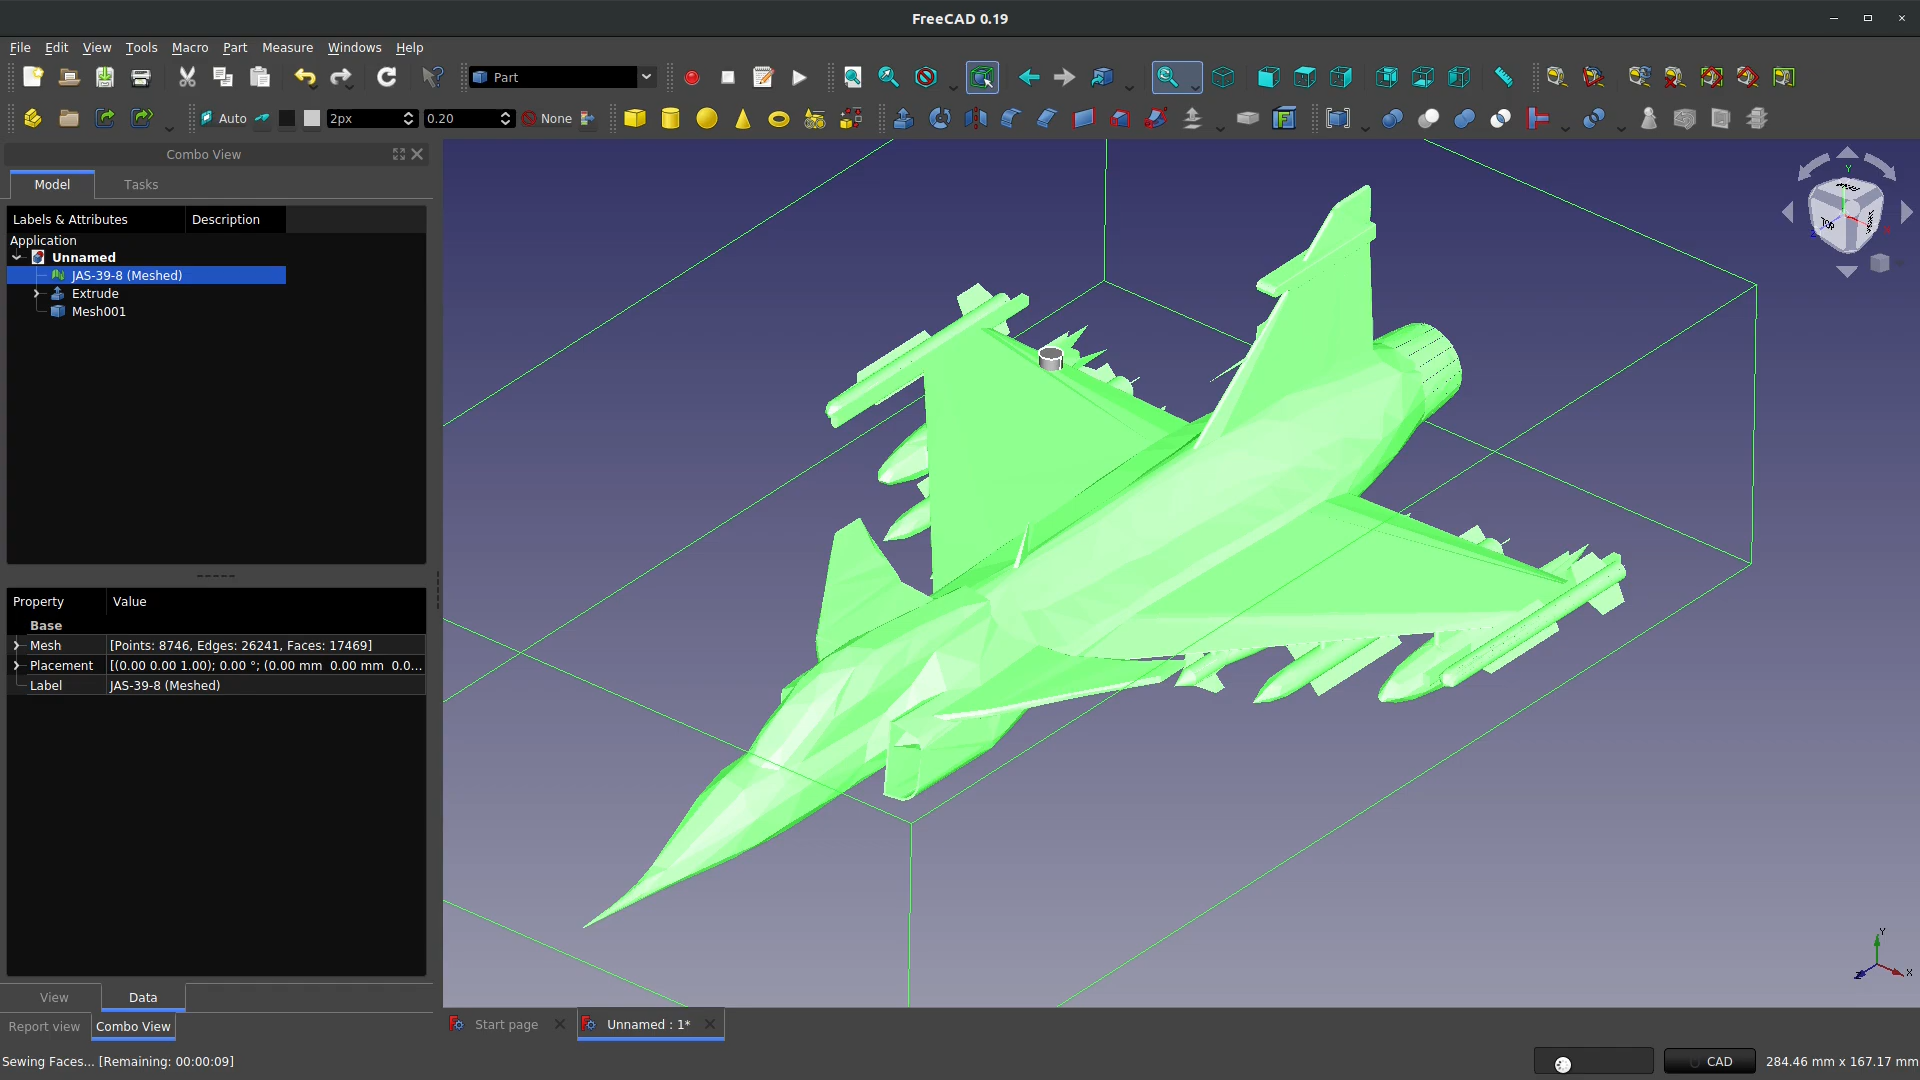 FreeCAD 0.19
File Edit View Tools Macro Part Measure Windows Help
Part
Auto 2px 0.20 None
Combo View
Model Tasks
Labels & Attributes Description
Application
Unnamed
JAS-39-8 (Meshed)
Extrude
Mesh001
TOP
Y
Property Value
Base
Mesh [Points: 8746, Edges: 26241, Faces: 17469]
Placement [(0.00 0.00 1.00); 0.00 °; (0.00 mm 0.00 mm 0.0...
Label JAS-39-8 (Meshed)
Y
X
View Data
Report view Combo View
Start page Unnamed : 1*
Sewing Faces... [Remaining: 00:00:09]
CAD 284.46 mm x 167.17 mm